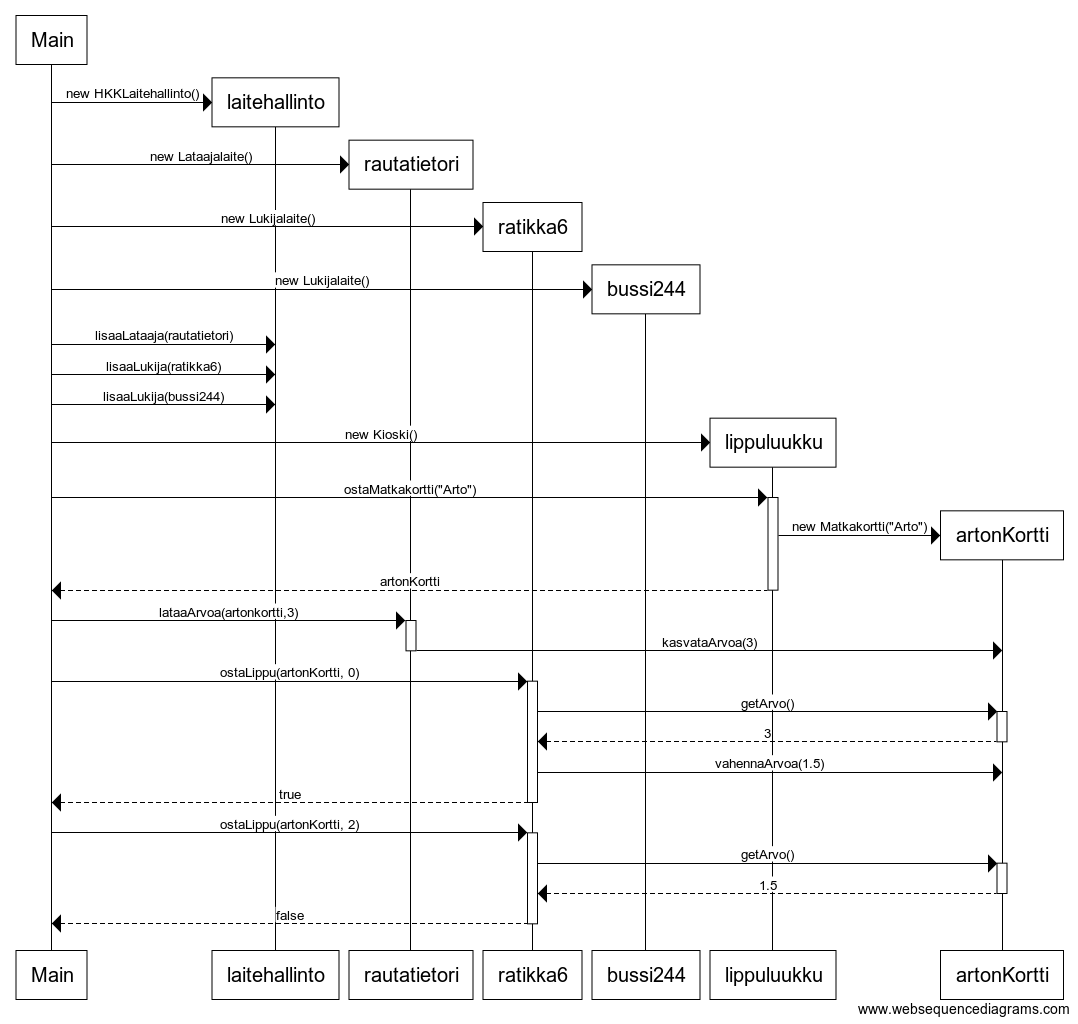 Main
new HKKLaitehallinto()
laitehallinto
new Lataajalaite()
rautatietori
new Lukijalaite()
ratikka6
new Lukijalaite()
bussi244
lisaaLataaja(rautatietori)
lisaaLukija(ratikka6)
lisaaLukija(bussi244)
new Kioski()
lippuluukku
ostaMatkakortti("Arto")
new Matkakortti("Arto")
artonKortti
artonKortti
lataaArvoa(artonkortti,3)
kasvataArvoa(3)
ostaLippu(artonKortti, 0)
getArvo()
3
vahennaArvoa(1.5)
true
ostaLippu(artonKortti, 2)
getArvo()
1.5
false
Main laitehallinto rautatietori ratikka6 bussi244 lippuluukku artonKortti
www.websequencediagrams.com